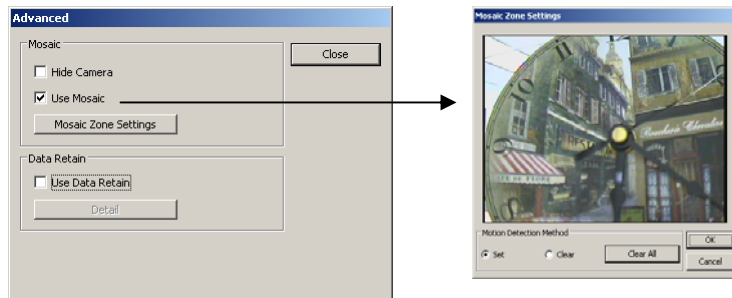 Advanced
Mosaic
Close
Hide Camera
Use Mosaic
Mosaic Zone Settings
Data Retain
Use Data Retain
Detail
Mosaic Zone Settings
REST
Motion Detection Method
Set
Clear
Clear All
OK
Cancel